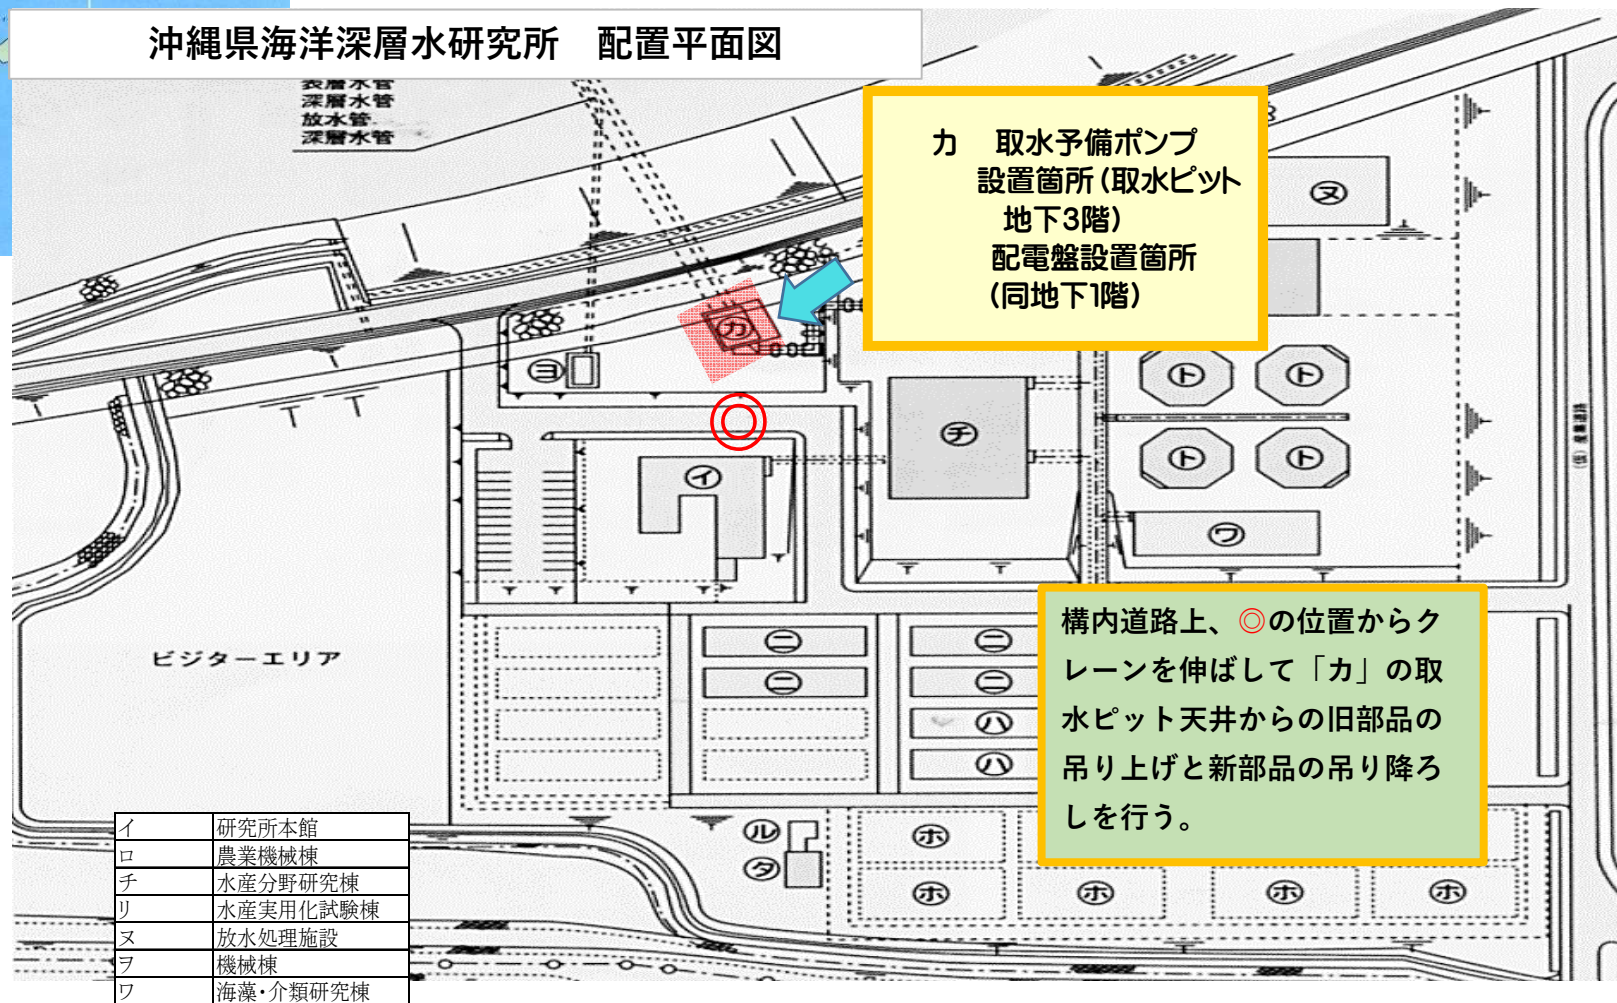 沖縄県海洋深層水研究所　配置平面図
表層水管
深層水管
放水管
深層水管
カ　取水予備ポンプ
設置箇所(取水ピット
地下3階)
配電盤設置箇所
(同地下1階)
ヌ
カ
ヨ
◎
チ
ト
ト
ト
ト
イ
ワ
ビジターエリア
ニ
ニ
ニ
ニ
ハ
ハ
構内道路上、◎の位置からク
レーンを伸ばして「カ」の取
水ピット天井からの旧部品の
吊り上げと新部品の吊り降ろ
しを行う。
ル
タ
ホ
ホ
ホ
ホ
ホ
イ 研究所本館
ロ 農業機械棟
チ 水産分野研究棟
リ 水産実用化試験棟
ヌ 放水処理施設
ヲ 機械棟
ワ 海藻・介類研究棟